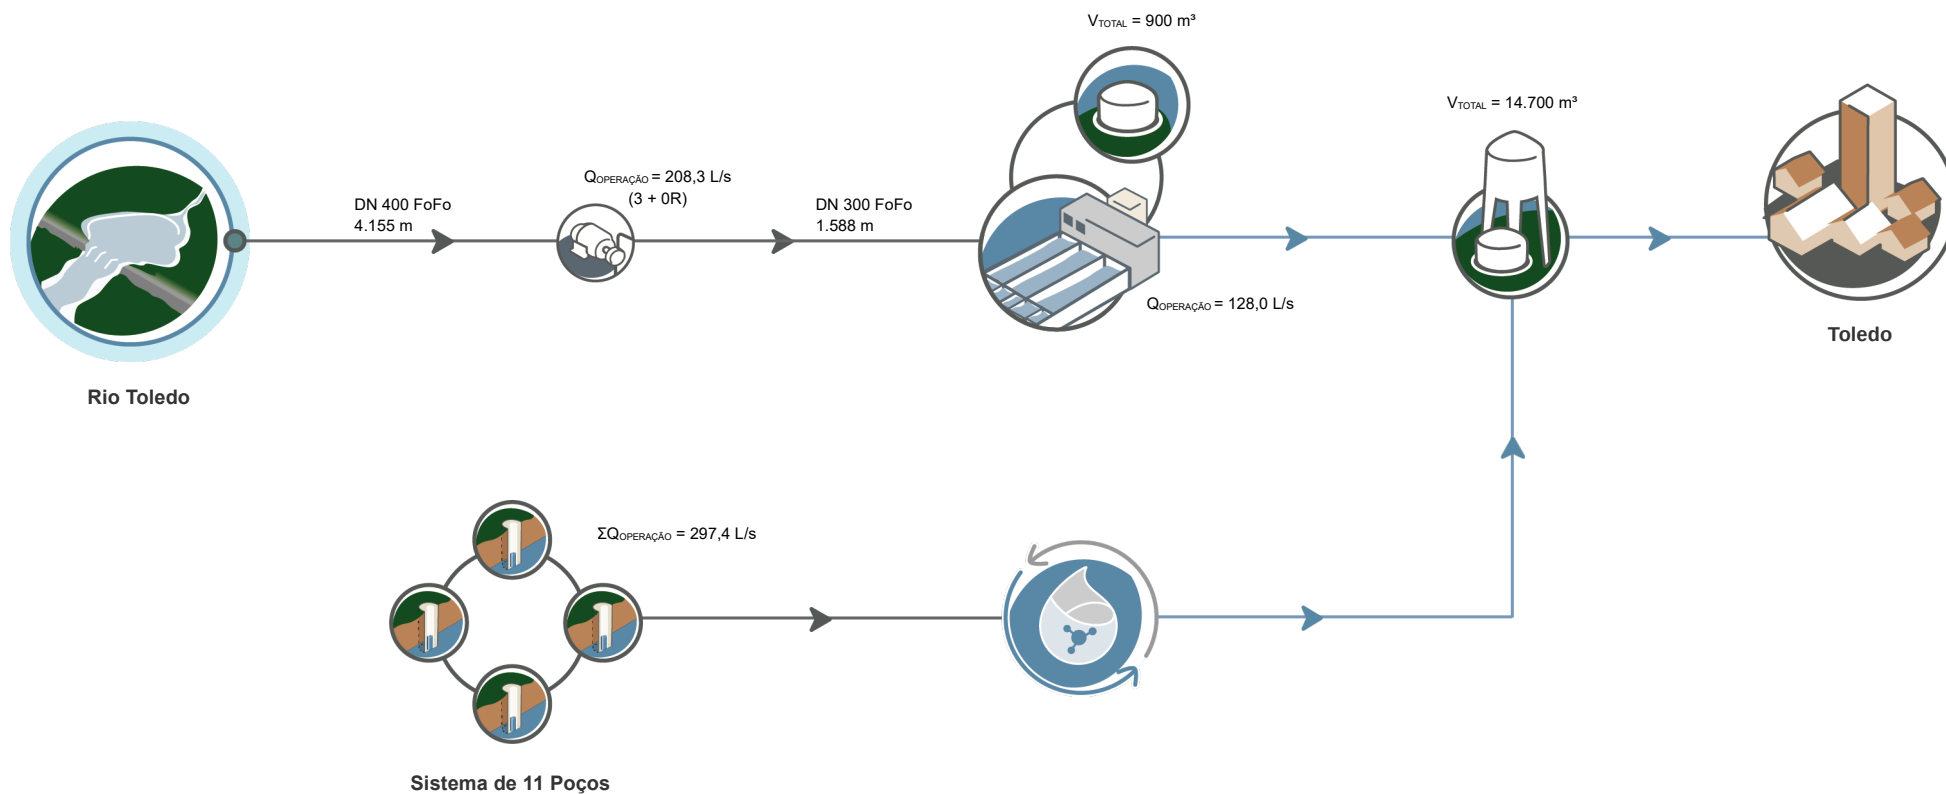 VTOTAL = 900 m³
VTOTAL = 14.700 m³
QOPERAÇÃO = 208,3 L/s
(3 + 0R)
DN 400 FoFo
4.155 m
DN 300 FoFo
1.588 m
QOPERAÇÃO = 128,0 L/s
Toledo
Rio Toledo
ΣQOPERAÇÃO = 297,4 L/s
Sistema de 11 Poços